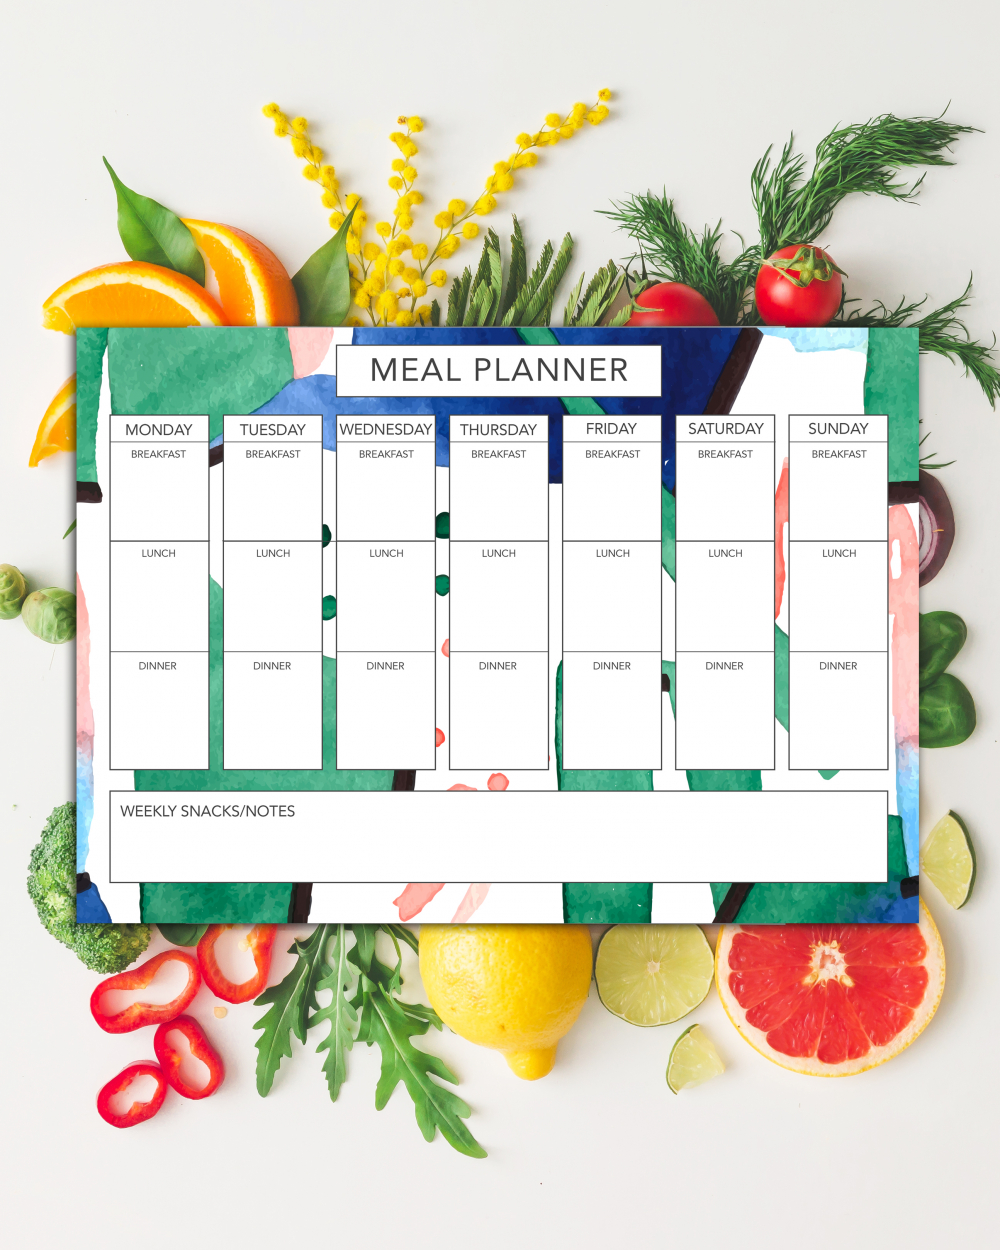 MEAL PLANNER
MONDAY TUESDAY WEDNESDAY THURSDAY FRIDAY SATURDAY SUNDAY
BREAKFAST BREAKFAST BREAKFAST BREAKFAST BREAKFAST BREAKFAST BREAKFAST
LUNCH LUNCH LUNCH LUNCH LUNCH LUNCH LUNCH
DINNER DINNER DINNER DINNER DINNER DINNER DINNER
WEEKLY SNACKS/NOTES